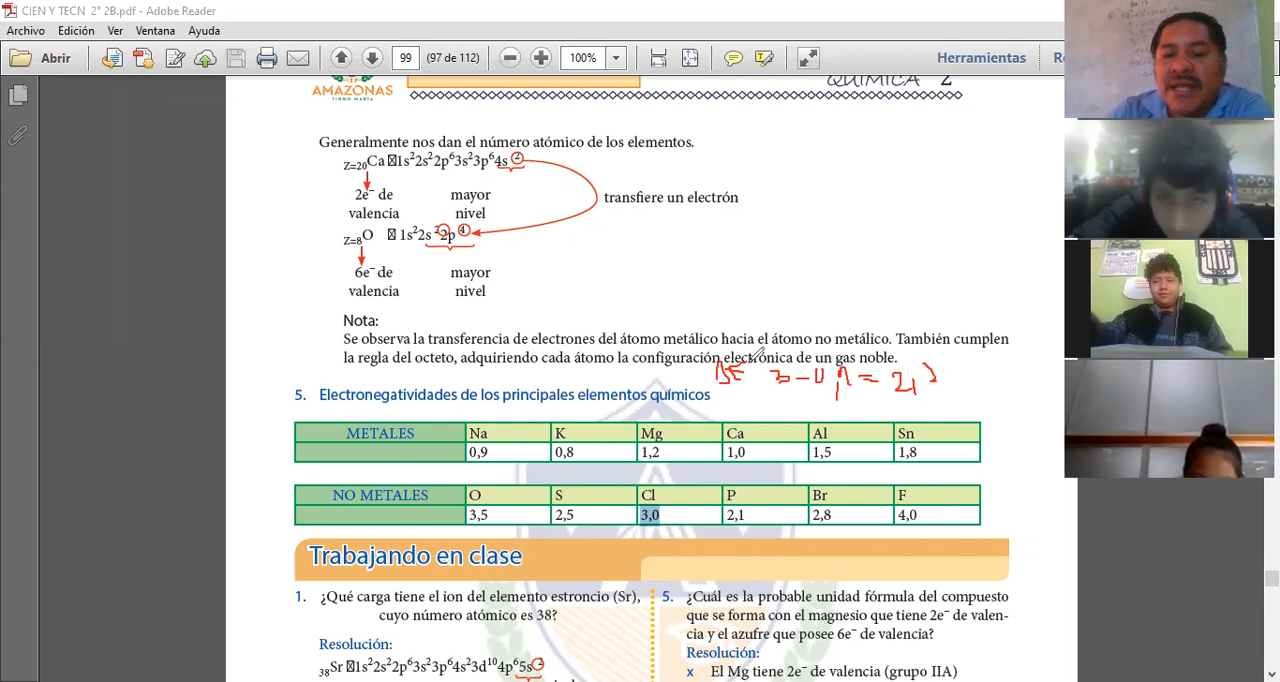 CIEN Y TECN 2° 2B.pdf - Adobe Reader
Archivo Edición Ver Ventana Ayuda
Abrir 99 (97 de 112) 100% Herramientas
AMAZONAS
TINGO MARÍA
QUÍMICA 2
Generalmente nos dan el número atómico de los elementos.
Z=20Ca 1s²2s²2p⁶3s²3p⁶4s²
2e⁻ de mayor
valencia nivel
transfiere un electrón
Z=8O 1s²2s²2p⁴
6e⁻ de mayor
valencia nivel
Nota:
Se observa la transferencia de electrones del átomo metálico hacia el átomo no metálico. También cumplen
la regla del octeto, adquiriendo cada átomo la configuración electrónica de un gas noble.
5. Electronegatividades de los principales elementos químicos
METALES Na K Mg Ca Al Sn
0,9 0,8 1,2 1,0 1,5 1,8
NO METALES O S Cl P Br F
3,5 2,5 3,0 2,1 2,8 4,0
Trabajando en clase
1. ¿Qué carga tiene el ion del elemento estroncio (Sr),
cuyo número atómico es 38?
Resolución:
₃₈Sr 1s²2s²2p⁶3s²3p⁶4s²3d¹⁰4p⁶5s²
5. ¿Cuál es la probable unidad fórmula del compuesto
que se forma con el magnesio que tiene 2e⁻ de valen-
cia y el azufre que posee 6e⁻ de valencia?
Resolución:
x El Mg tiene 2e⁻ de valencia (grupo IIA)